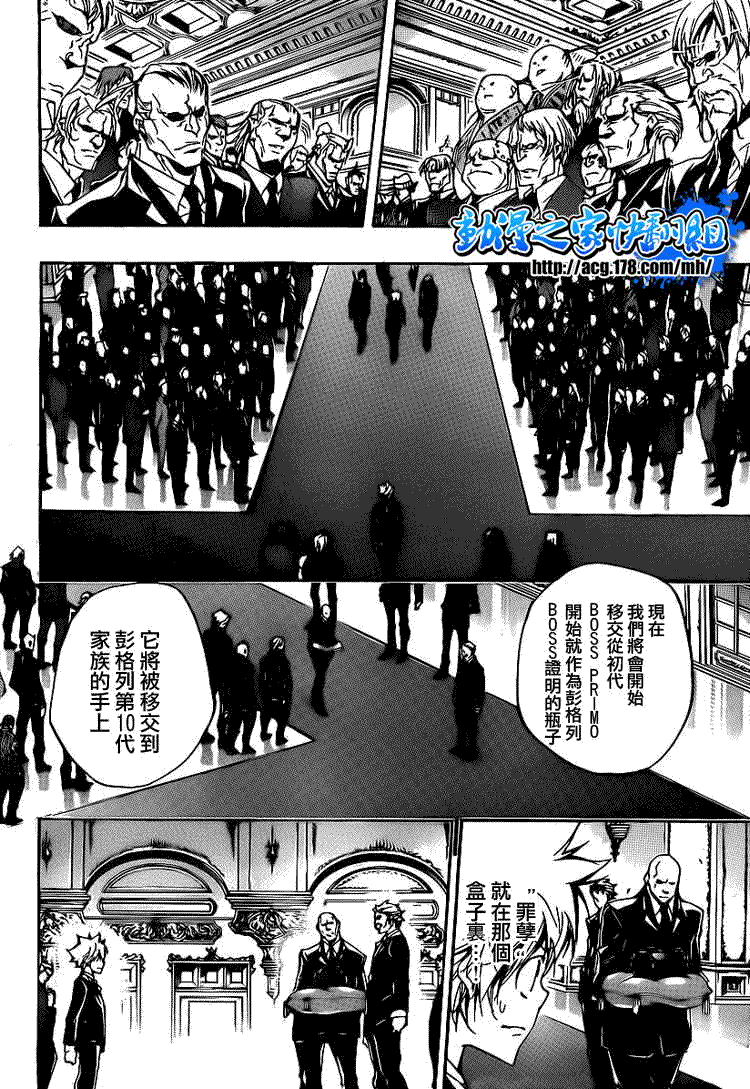 動漫之家快翻組
http://acg.178.com/mh/
現在
我們將會開始
移交從初代
BOSS PRIMO
開始就作為彭格列
BOSS證明的瓶子
它將被移交到
彭格列第10代
家族的手上
"罪孽"
就在那個
盒子裏……